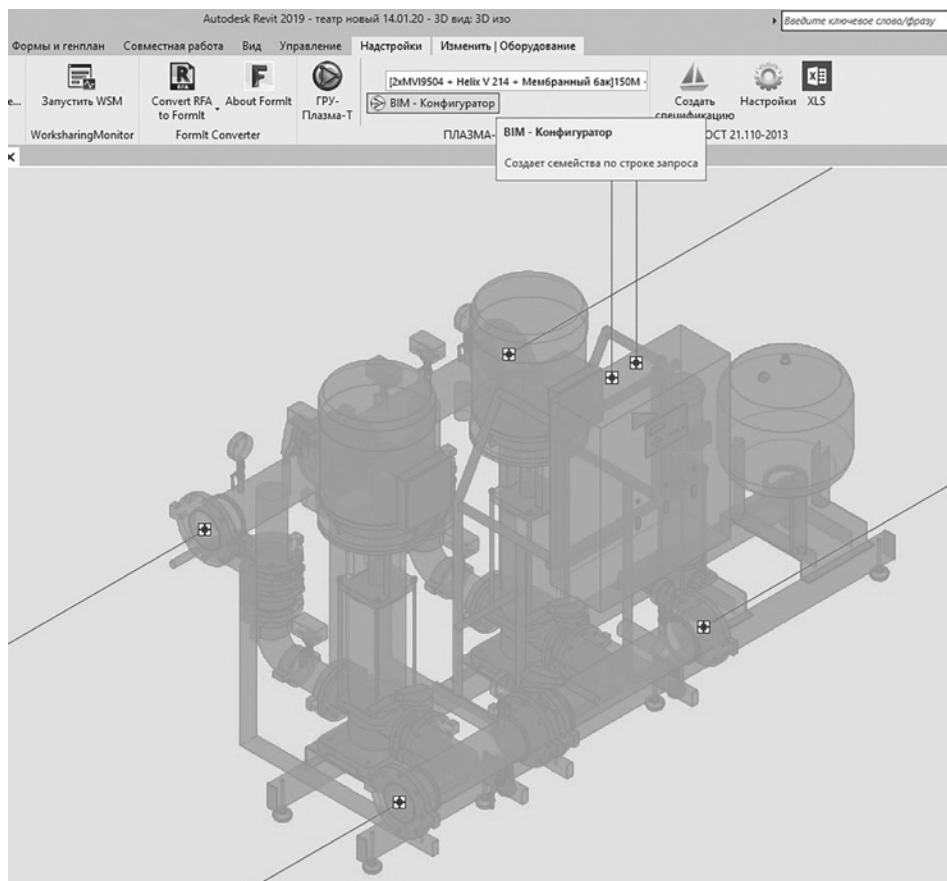 Autodesk Revit 2019 - театр новый 14.01.20 - 3D вид: 3D изо
Введите ключевое слово/фразу
Формы и генплан Совместная работа Вид Управление Надстройки Изменить | Оборудование
[2xMVI9504 + Helix V 214 + Мембранный бак]150М -
е... Запустить WSM Convert RFA to FormIt About FormIt ГРУ-Плазма-Т BIM - Конфигуратор Создать спецификацию Настройки XLS
WorksharingMonitor FormIt Converter ПЛАЗМА- ОСТ 21.110-2013
BIM - Конфигуратор
Создает семейства по строке запроса